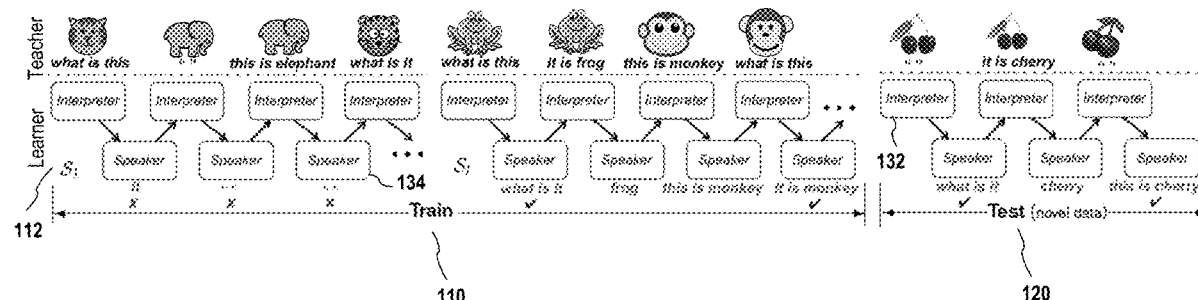 Teacher
what is this
this is elephant
what is it
what is this
it is frog
this is monkey
what is this
it is cherry
Learner
Interpreter Interpreter Interpreter Interpreter Interpreter Interpreter Interpreter Interpreter Interpreter Interpreter Interpreter
132
Speaker Speaker Speaker 134 Speaker Speaker Speaker Speaker Speaker Speaker Speaker
what is it frog this is monkey it is monkey what is it cherry this is cherry
112
Train
Test (novel data)
110
120